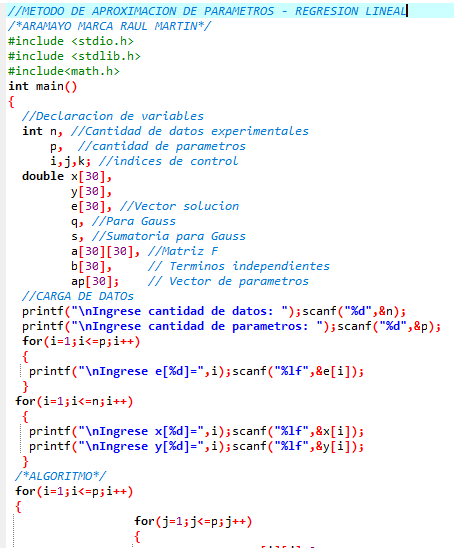 //METODO DE APROXIMACION DE PARAMETROS - REGRESION LINEAL
/*ARAMAYO MARCA RAUL MARTIN*/
#include <stdio.h>
#include <stdlib.h>
#include<math.h>
int main()
{
//Declaracion de variables
int n, //Cantidad de datos experimentales
p, //cantidad de parametros
i,j,k; //indices de control
double x[30],
y[30],
e[30], //Vector solucion
q, //Para Gauss
s, //Sumatoria para Gauss
a[30][30], //Matriz F
b[30], // Terminos independientes
ap[30]; // Vector de parametros
//CARGA DE DATOs
printf("\nIngrese cantidad de datos: ");scanf("%d",&n);
printf("\nIngrese cantidad de parametros: ");scanf("%d",&p);
for(i=1;i<=p;i++)
{
printf("\nIngrese e[%d]=",i);scanf("%lf",&e[i]);
}
for(i=1;i<=n;i++)
{
printf("\nIngrese x[%d]=",i);scanf("%lf",&x[i]);
printf("\nIngrese y[%d]=",i);scanf("%lf",&y[i]);
}
/*ALGORITMO*/
for(i=1;i<=p;i++)
{
for(j=1;j<=p;j++)
{